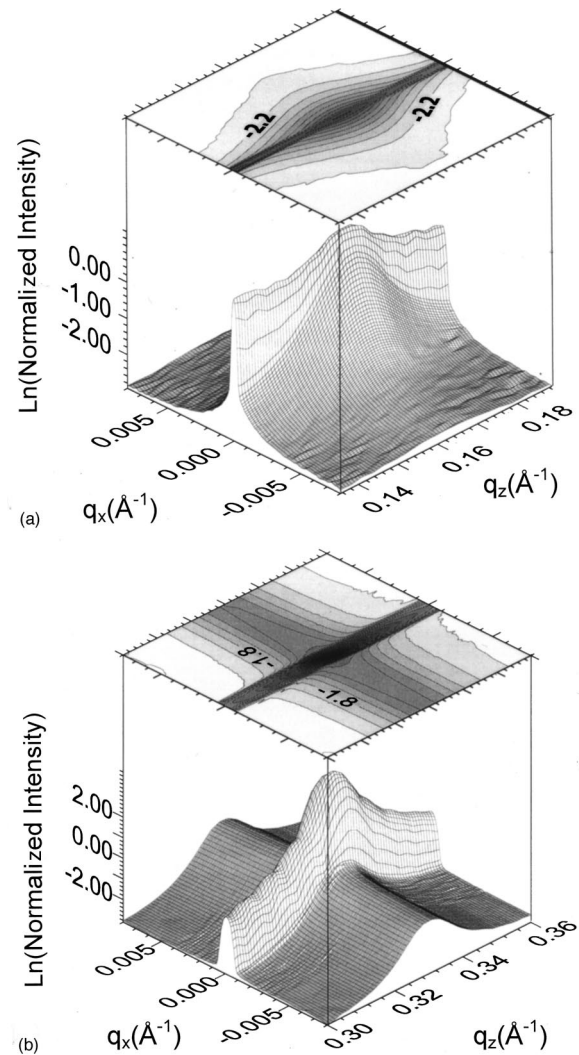 -2.2
-2.2
Ln(Normalized Intensity)
0.00
-1.00
-2.00
0.005
0.000
-0.005
0.14
0.16
0.18
qx(Å-1)
qz(Å-1)
(a)
-1.8
-1.8
Ln(Normalized Intensity)
2.00
0.00
-2.00
0.005
0.000
-0.005
0.30
0.32
0.34
0.36
qx(Å-1)
qz(Å-1)
(b)